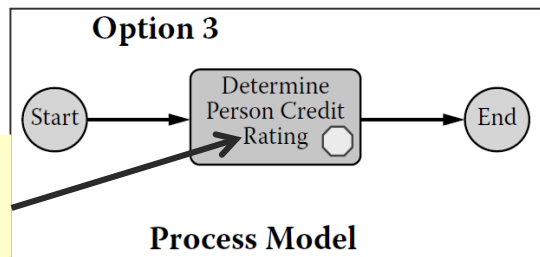 Option 3
Start
Determine
Person Credit
Rating
End
Process Model